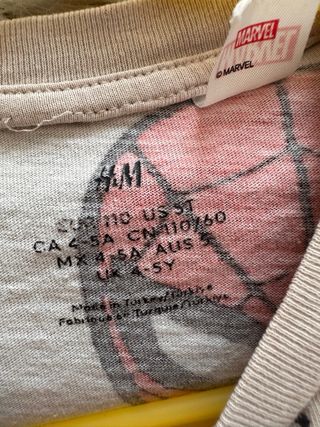 MARVEL
© MARVEL
H&M
EUR 110 US 5T
CA 4-5A CN 110/60
MX 4-5A AUS 5
UK 4-5Y
Made in Turkey/Türkiye
Fabriqué en Turquie/Türkiye